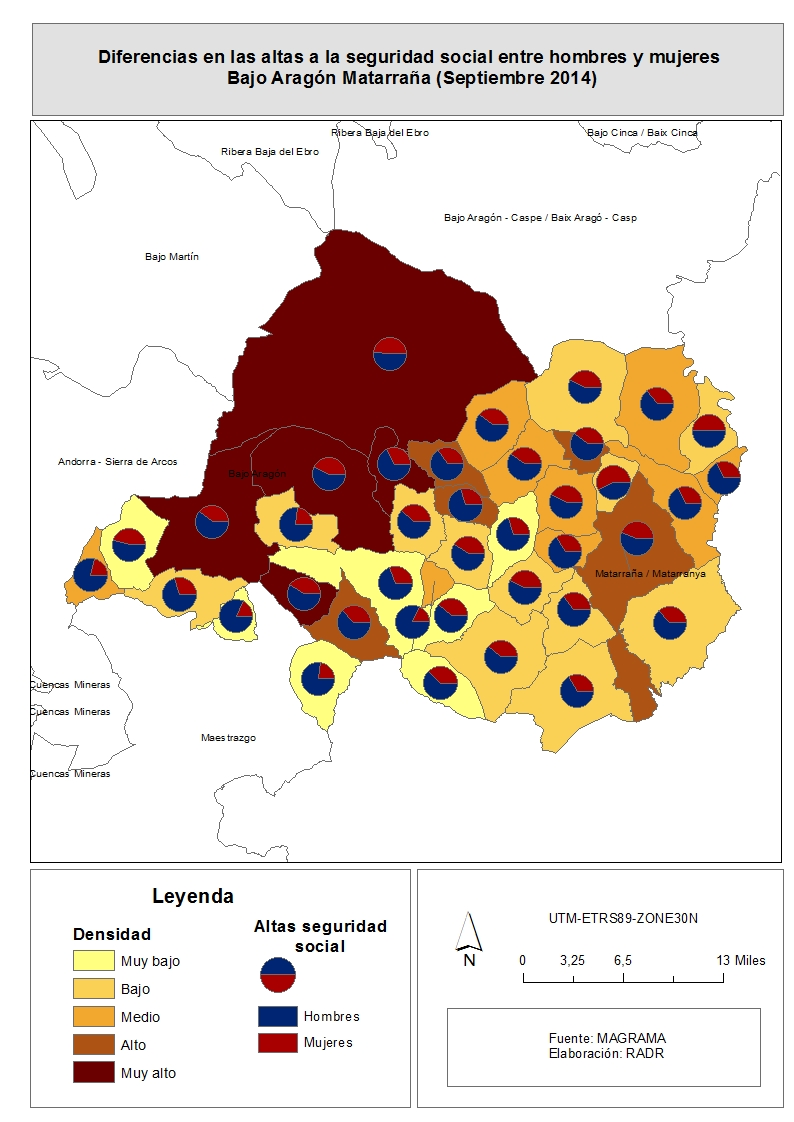 Diferencias en las altas a la seguridad social entre hombres y mujeres
Bajo Aragón Matarraña (Septiembre 2014)
Ribera Baja del Ebro
Bajo Cinca / Baix Cinca
Ribera Baja del Ebro
Bajo Aragón - Caspe / Baix Aragó - Casp
Bajo Martín
Andorra - Sierra de Arcos
Bajo Aragón
Matarraña / Matarranya
Cuencas Mineras
Cuencas Mineras
Maestrazgo
Cuencas Mineras
Leyenda
Densidad
Muy bajo
Bajo
Medio
Alto
Muy alto
Altas seguridad
social
Hombres
Mujeres
UTM-ETRS89-ZONE30N
N
0 3,25 6,5 13 Miles
Fuente: MAGRAMA
Elaboración: RADR